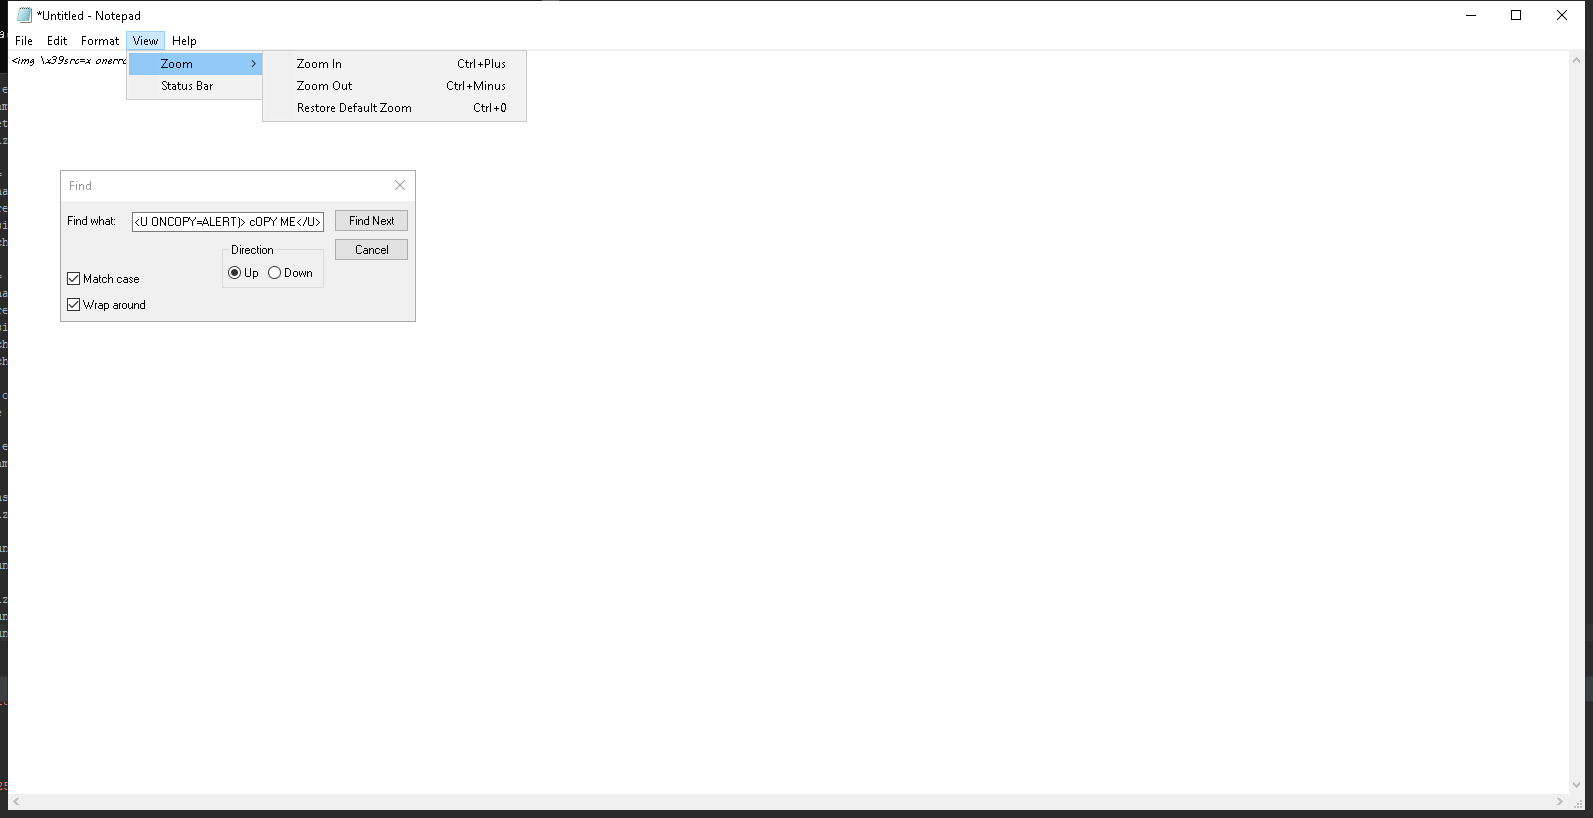 *Untitled - Notepad
File Edit Format View Help
<img \x39src=x onerro
Zoom
Status Bar
Zoom In Ctrl+Plus
Zoom Out Ctrl+Minus
Restore Default Zoom Ctrl+0
Find
Find what: <U ONCOPY=ALERT)> cOPY ME</U> Find Next
Direction Cancel
Up Down
Match case
Wrap around